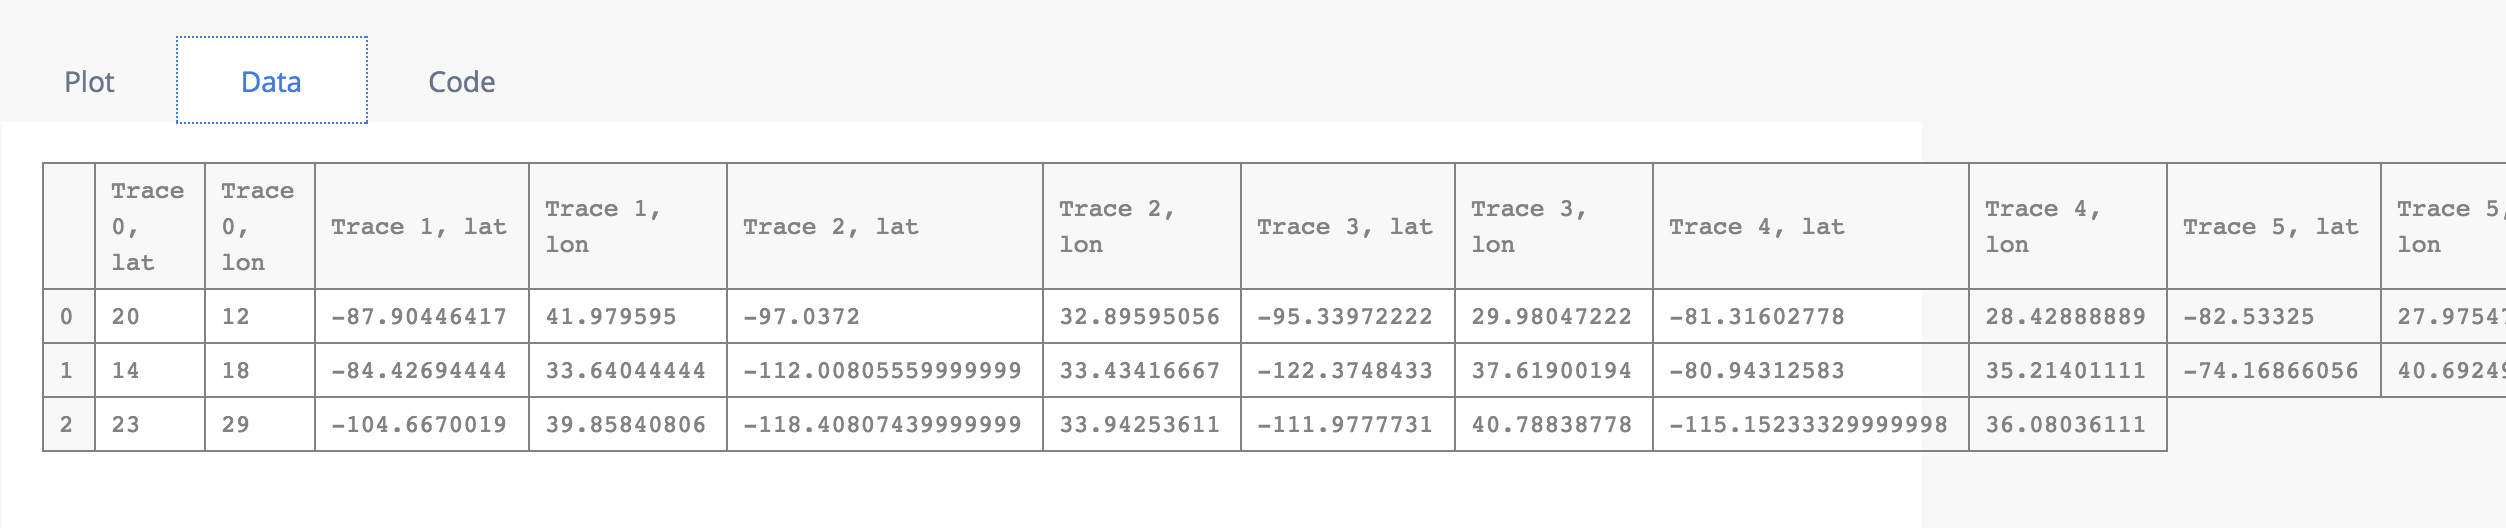 Plot Data Code
Trace 0, lat Trace 0, lon Trace 1, lat Trace 1, lon Trace 2, lat Trace 2, lon Trace 3, lat Trace 3, lon Trace 4, lat Trace 4, lon Trace 5, lat Trace 5, lon
0 20 12 -87.90446417 41.979595 -97.0372 32.89595056 -95.33972222 29.98047222 -81.31602778 28.42888889 -82.53325 27.97547
1 14 18 -84.42694444 33.64044444 -112.00805559999999 33.43416667 -122.3748433 37.61900194 -80.94312583 35.21401111 -74.16866056 40.69249
2 23 29 -104.6670019 39.85840806 -118.40807439999999 33.94253611 -111.9777731 40.78838778 -115.15233329999998 36.08036111